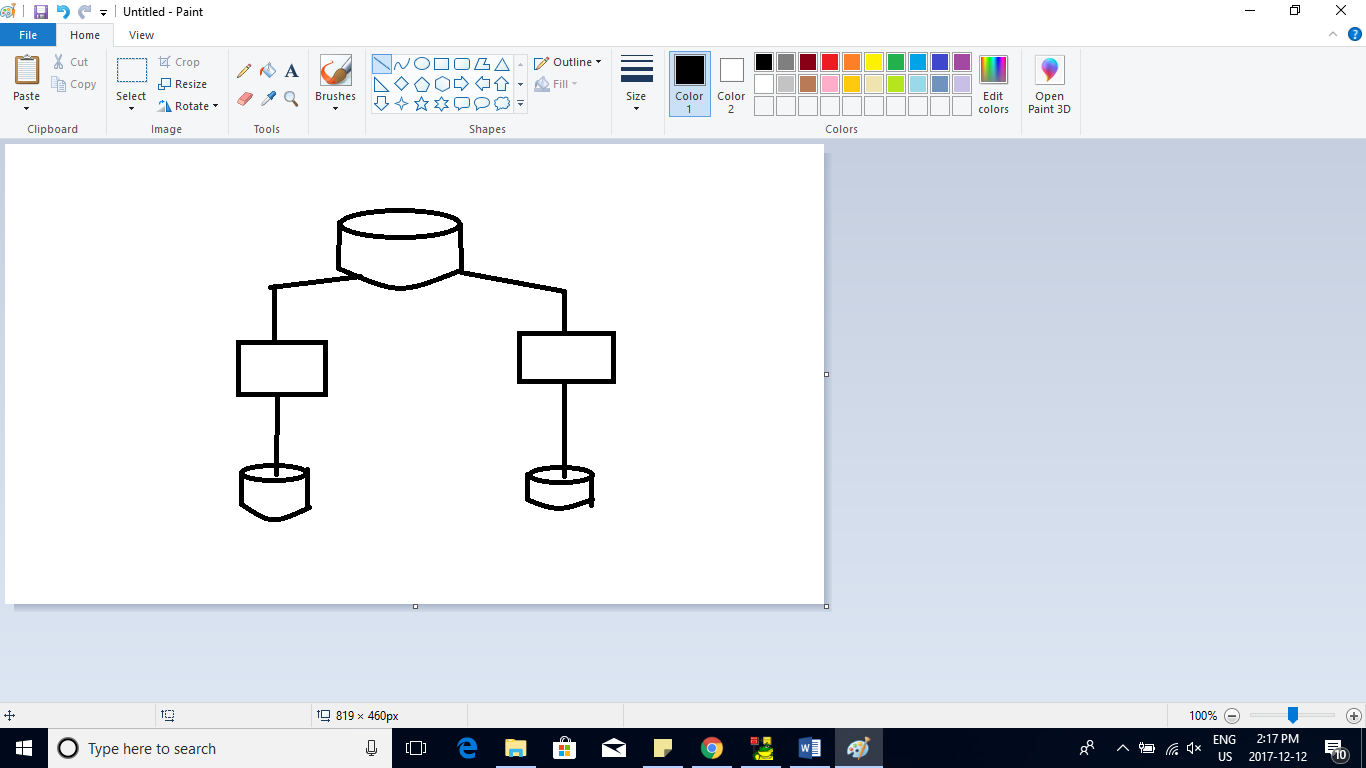 Untitled - Paint
File Home View
Paste
Cut
Copy
Clipboard
Select
Crop
Resize
Rotate
Image
A
Tools
Brushes
Shapes
Outline
Fill
Size
Color 1
Color 2
Colors
Edit colors
Open Paint 3D
819 × 460px
100%
Type here to search
ENG
US
2:17 PM
2017-12-12
10